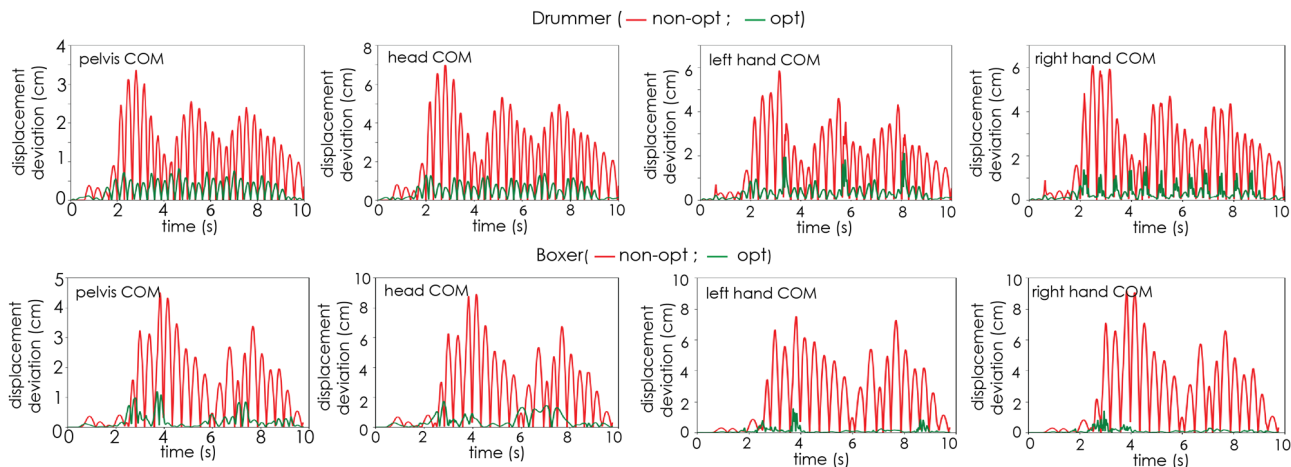 Drummer ( — non-opt ; — opt)
pelvis COM
head COM
left hand COM
right hand COM
displacement
deviation (cm)
4
3
2
1
0
0 2 4 6 8 10
time (s)
displacement
deviation (cm)
8
6
4
2
0
0 2 4 6 8 10
time (s)
displacement
deviation (cm)
6
4
2
0
0 2 4 6 8 10
time (s)
displacement
deviation (cm)
6
4
2
0
0 2 4 6 8 10
time (s)
Boxer( — non-opt ; — opt)
pelvis COM
head COM
left hand COM
right hand COM
displacement
deviation (cm)
5
4
3
2
1
0
0 2 4 6 8 10
time (s)
displacement
deviation (cm)
10
8
6
4
2
0
0 2 4 6 8 10
time (s)
displacement
deviation (cm)
10
8
6
4
2
0
0 2 4 6 8 10
time (s)
displacement
deviation (cm)
10
8
6
4
2
0
0 2 4 6 8 10
time (s)